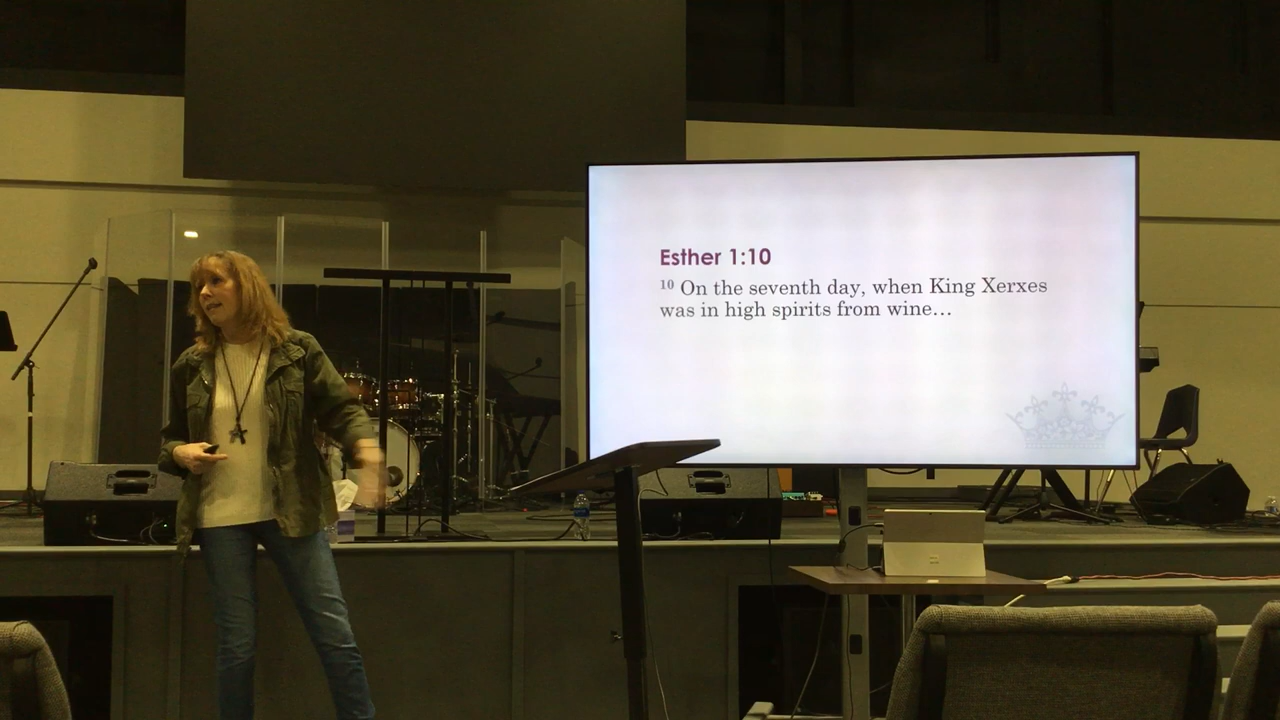 Esther 1:10
10 On the seventh day, when King Xerxes
was in high spirits from wine…